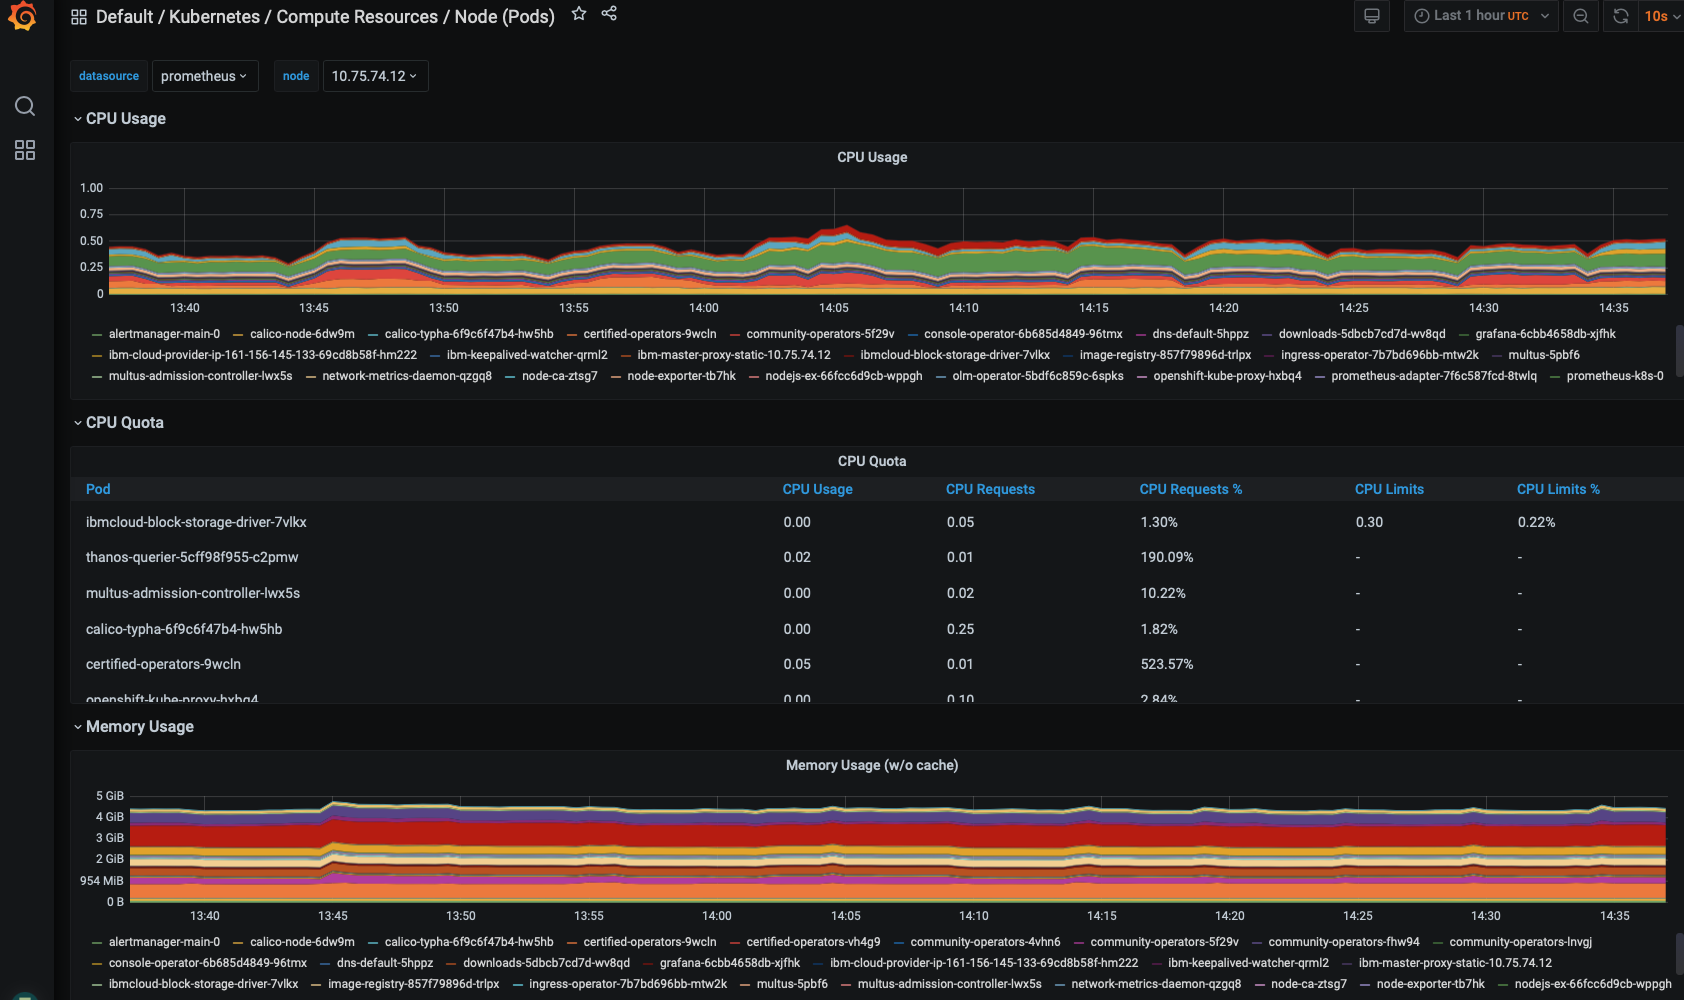 Default / Kubernetes / Compute Resources / Node (Pods)
Last 1 hour UTC
10s
datasource prometheus node 10.75.74.12
CPU Usage
CPU Usage
1.00
0.75
0.50
0.25
0
13:40 13:45 13:50 13:55 14:00 14:05 14:10 14:15 14:20 14:25 14:30 14:35
alertmanager-main-0 calico-node-6dw9m calico-typha-6f9c6f47b4-hw5hb certified-operators-9wcln community-operators-5f29v console-operator-6b685d4849-96tmx dns-default-5hppz downloads-5dbcb7cd7d-wv8qd grafana-6cbb4658db-xjfhk
ibm-cloud-provider-ip-161-156-145-133-69cd8b58f-hm222 ibm-keepalived-watcher-qrml2 ibm-master-proxy-static-10.75.74.12 ibmcloud-block-storage-driver-7vlkx image-registry-857f79896d-trlpx ingress-operator-7b7bd696bb-mtw2k multus-5pbf6
multus-admission-controller-lwx5s network-metrics-daemon-qzgq8 node-ca-ztsg7 node-exporter-tb7hk nodejs-ex-66fcc6d9cb-wppgh olm-operator-5bdf6c859c-6spks openshift-kube-proxy-hxbq4 prometheus-adapter-7f6c587fcd-8twlq prometheus-k8s-0
CPU Quota
CPU Quota
Pod CPU Usage CPU Requests CPU Requests % CPU Limits CPU Limits %
ibmcloud-block-storage-driver-7vlkx 0.00 0.05 1.30% 0.30 0.22%
thanos-querier-5cff98f955-c2pmw 0.02 0.01 190.09% - -
multus-admission-controller-lwx5s 0.00 0.02 10.22% - -
calico-typha-6f9c6f47b4-hw5hb 0.00 0.25 1.82% - -
certified-operators-9wcln 0.05 0.01 523.57% - -
openshift-kube-proxy-hxbq4 0.00 0.10 2.84% - -
Memory Usage
Memory Usage (w/o cache)
5 GiB
4 GiB
3 GiB
2 GiB
954 MiB
0 B
13:40 13:45 13:50 13:55 14:00 14:05 14:10 14:15 14:20 14:25 14:30 14:35
alertmanager-main-0 calico-node-6dw9m calico-typha-6f9c6f47b4-hw5hb certified-operators-9wcln certified-operators-vh4g9 community-operators-4vhn6 community-operators-5f29v community-operators-fhw94 community-operators-lnvgj
console-operator-6b685d4849-96tmx dns-default-5hppz downloads-5dbcb7cd7d-wv8qd grafana-6cbb4658db-xjfhk ibm-cloud-provider-ip-161-156-145-133-69cd8b58f-hm222 ibm-keepalived-watcher-qrml2 ibm-master-proxy-static-10.75.74.12
ibmcloud-block-storage-driver-7vlkx image-registry-857f79896d-trlpx ingress-operator-7b7bd696bb-mtw2k multus-5pbf6 multus-admission-controller-lwx5s network-metrics-daemon-qzgq8 node-ca-ztsg7 node-exporter-tb7hk nodejs-ex-66fcc6d9cb-wppgh